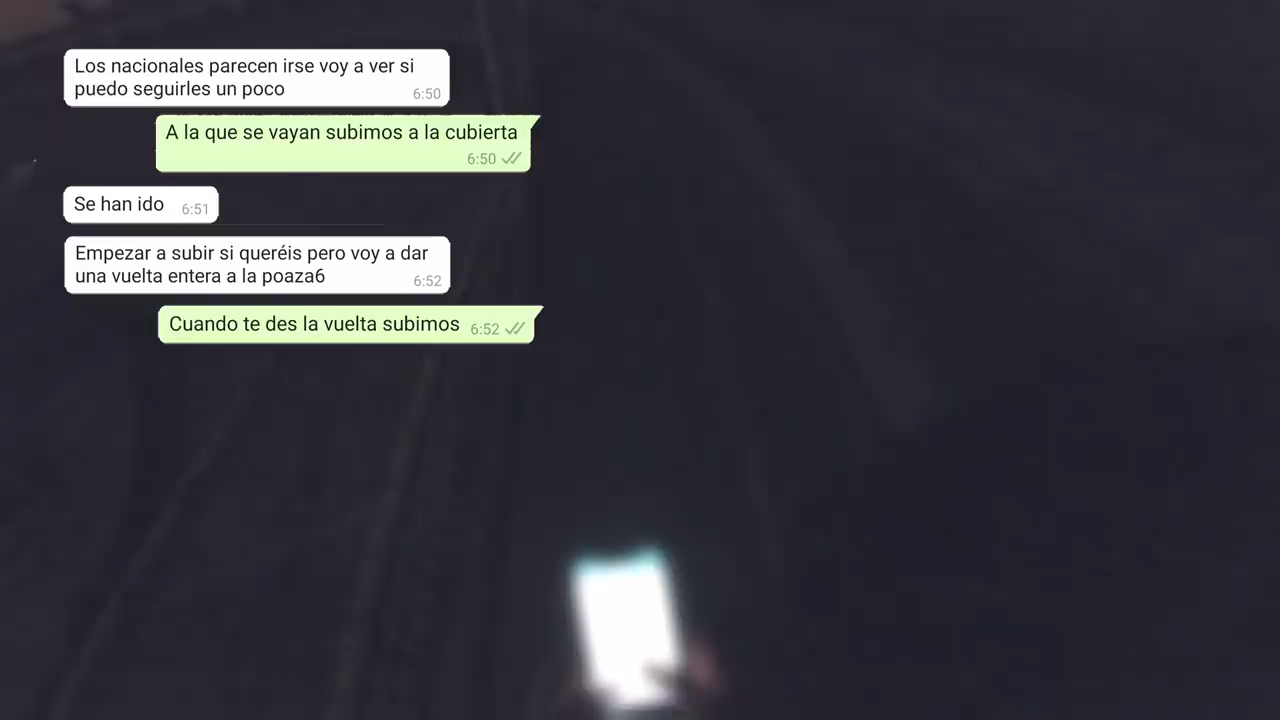 Los nacionales parecen irse voy a ver si
puedo seguirles un poco
6:50
A la que se vayan subimos a la cubierta
6:50
Se han ido 6:51
Empezar a subir si queréis pero voy a dar
una vuelta entera a la poaza6
6:52
Cuando te des la vuelta subimos 6:52